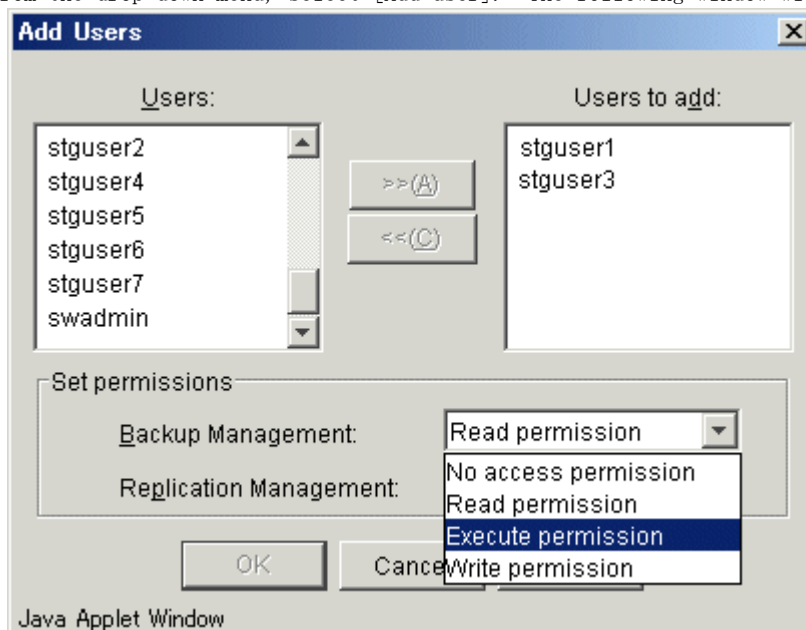 Add Users
Users:
Users to add:
stguser2
stguser4
stguser5
stguser6
stguser7
swadmin
>>(A)
<<(C)
stguser1
stguser3
Set permissions
Backup Management:
Read permission
Replication Management:
No access permission
Read permission
Execute permission
Write permission
OK
Cance
Java Applet Window